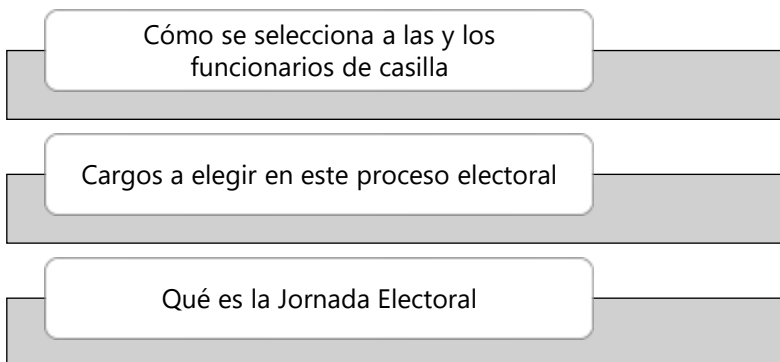 Cómo se selecciona a las y los
funcionarios de casilla
Cargos a elegir en este proceso electoral
Qué es la Jornada Electoral